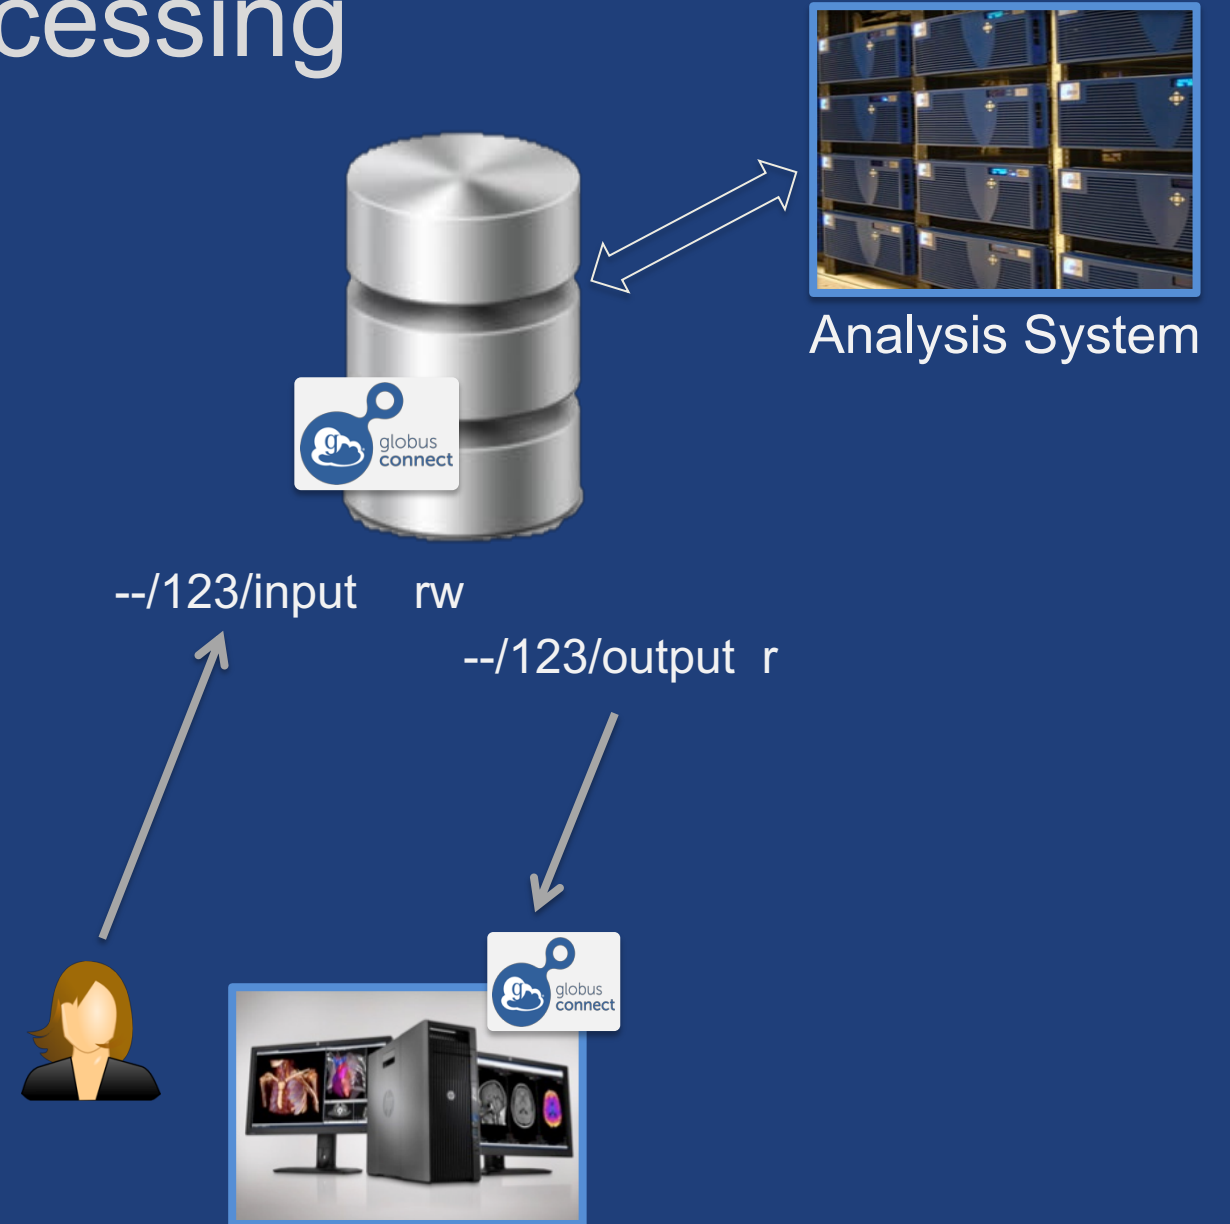 cessing
Analysis System
g
globus
connect
--/123/input rw
--/123/output r
g
globus
connect